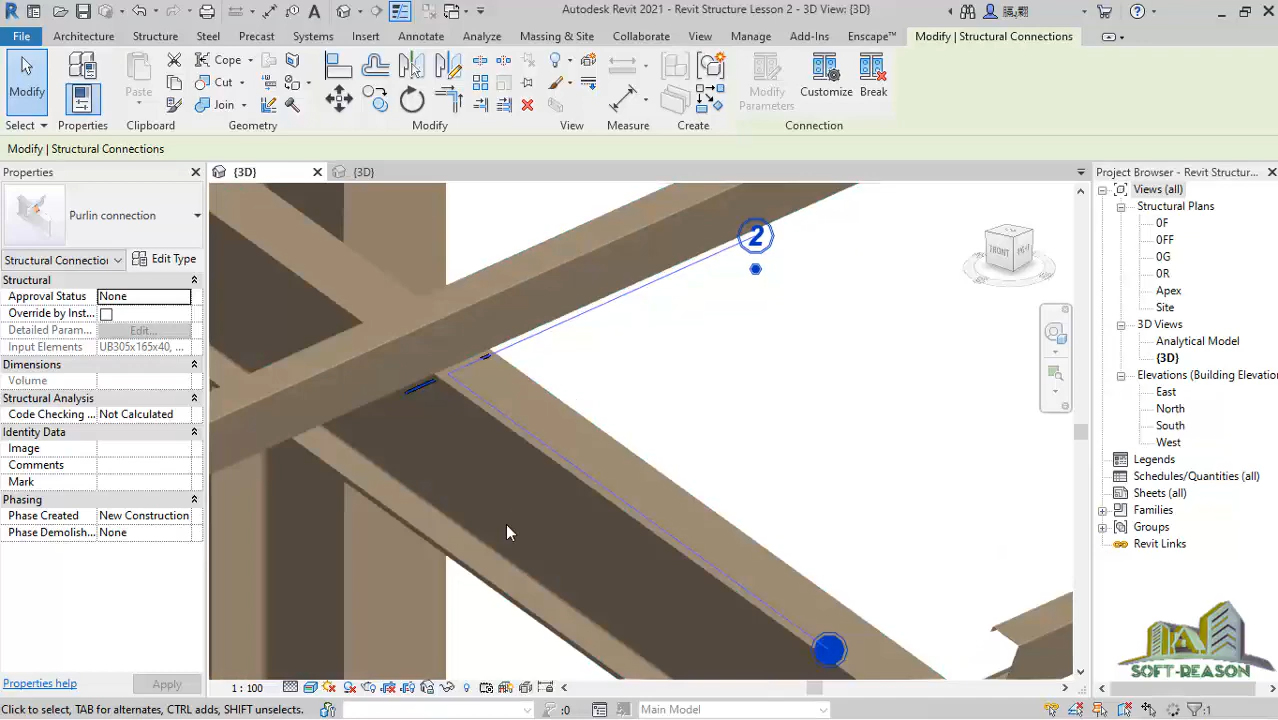 Autodesk Revit 2021 - Revit Structure Lesson 2 - 3D View: {3D}
File Architecture Structure Steel Precast Systems Insert Annotate Analyze Massing & Site Collaborate View Manage Add-Ins Enscape™ Modify | Structural Connections
Modify
Paste
Cope
Cut
Join
Modify Parameters
Customize
Break
Select Properties Clipboard Geometry Modify View Measure Create Connection
Modify | Structural Connections
Properties
{3D}
{3D}
Project Browser - Revit Structur...
Purlin connection
Structural Connectio
Edit Type
Structural
Approval Status None
Override by Inst...
Detailed Param... Edit...
Input Elements UB305x165x40, ...
Dimensions
Volume
Structural Analysis
Code Checking ... Not Calculated
Identity Data
Image
Comments
Mark
Phasing
Phase Created New Construction
Phase Demolish... None
Properties help
Apply
2
FRONT
Views (all)
Structural Plans
0F
0FF
0G
0R
Apex
Site
3D Views
Analytical Model
{3D}
Elevations (Building Elevation
East
North
South
West
Legends
Schedules/Quantities (all)
Sheets (all)
Families
Groups
Revit Links
SOFT-REASON
1 : 100
Click to select, TAB for alternates, CTRL adds, SHIFT unselects.
:0
Main Model
:1